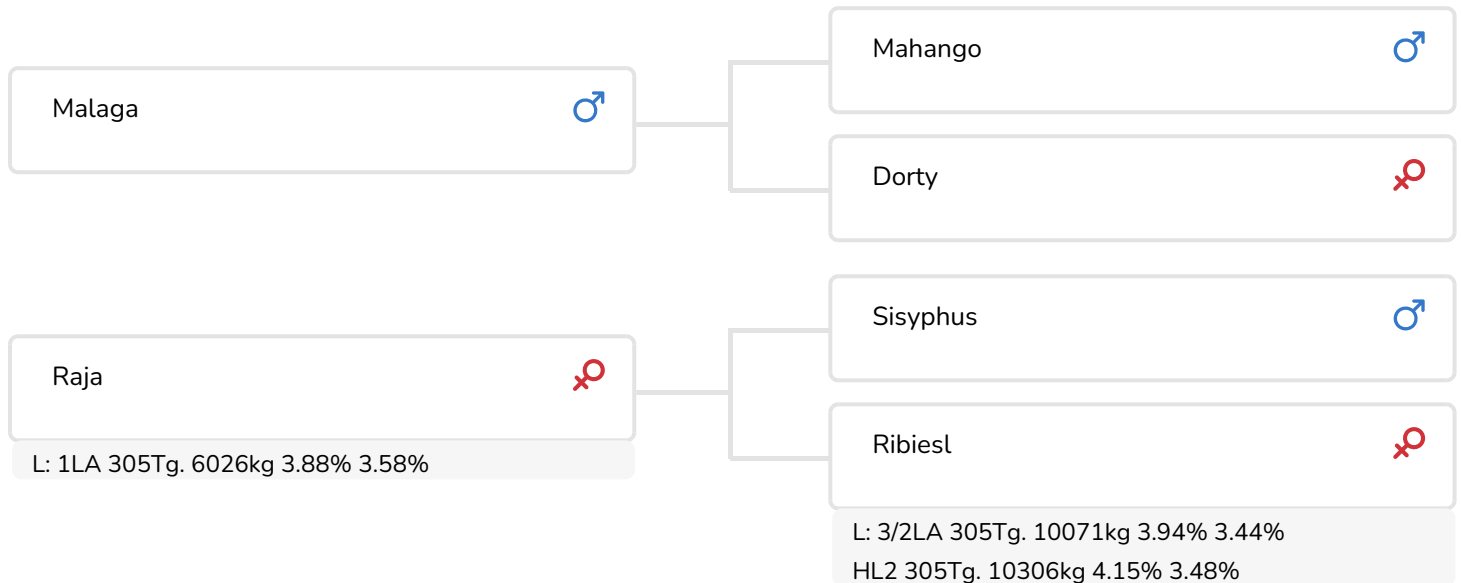 Malaga
Mahango
Dorty
Raja
L: 1LA 305Tg. 6026kg 3.88% 3.58%
Sisyphus
Ribiesl
L: 3/2LA 305Tg. 10071kg 3.94% 3.44%
HL2 305Tg. 10306kg 4.15% 3.48%